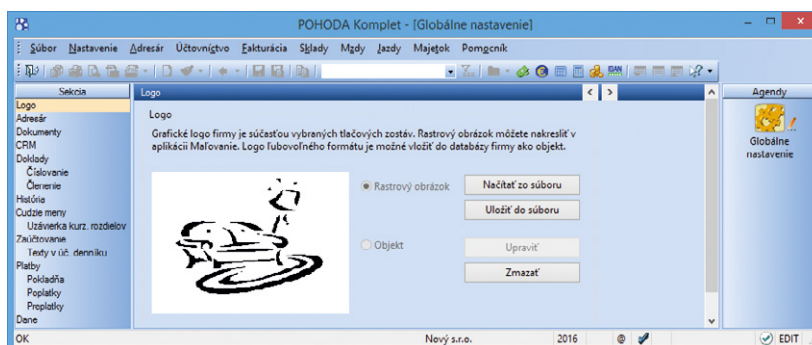 POHODA Komplet - [Globálne nastavenie]
Súbor Nastavenie Adresár Účtovníctvo Fakturácia Sklady Mzdy Jazdy Majetok Pomocník
Sekcia
Logo
Agendy
Logo
Adresár
Dokumenty
CRM
Doklady
Číslovanie
Členenie
História
Cudzie meny
Uzávierka kurz. rozdielov
Zaúčtovanie
Texty v úč. denníku
Platby
Pokladňa
Poplatky
Preplatky
Dane
Logo
Grafické logo firmy je súčasťou vybraných tlačových zostáv. Rastrový obrázok môžete nakresliť v
aplikácii Maľovanie. Logo ľubovoľného formátu je možné vložiť do databázy firmy ako objekt.
Rastrový obrázok
Načítať zo súboru
Uložiť do súboru
Objekt
Upraviť
Zmazať
Globálne
nastavenie
OK
Nový s.r.o.
2016
@
EDIT